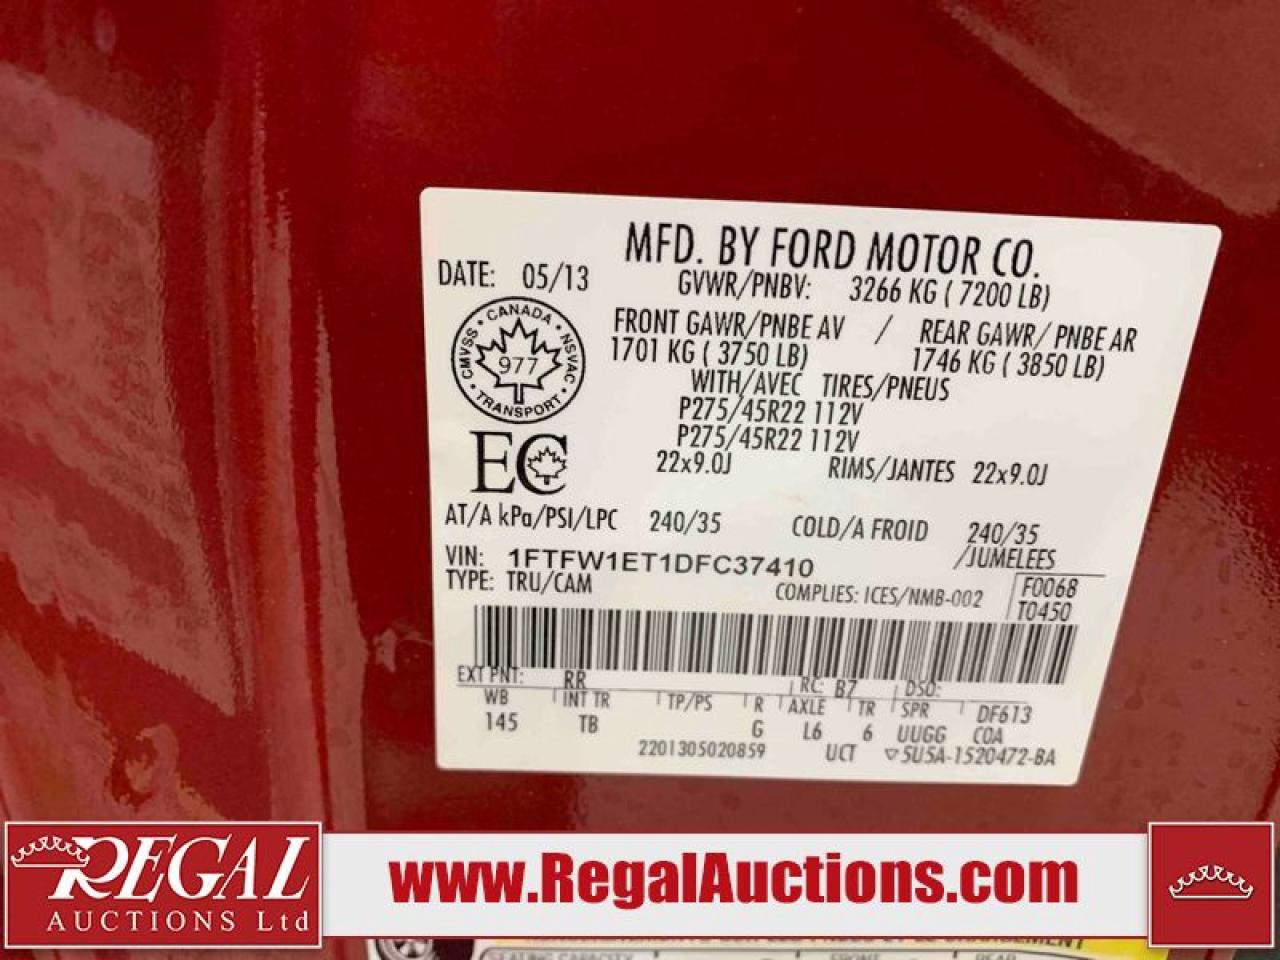 MFD. BY FORD MOTOR CO.
DATE: 05/13
GVWR/PNBV: 3266 KG ( 7200 LB)
FRONT GAWR/PNBE AV / REAR GAWR/ PNBE AR
1701 KG ( 3750 LB) 1746 KG ( 3850 LB)
WITH/AVEC TIRES/PNEUS
P275/45R22 112V
P275/45R22 112V
22x9.0J RIMS/JANTES 22x9.0J
CANADA
CMVSS 977 NSVAC
TRANSPORT
EC
AT/A kPa/PSI/LPC 240/35 COLD/A FROID 240/35
VIN: 1FTFW1ET1DFC37410 /JUMELEES
TYPE: TRU/CAM COMPLIES: ICES/NMB-002 F0068
T0450
EXT PNT: RR RC: B7 DSO:
WB INT TR TP/PS R AXLE TR SPR DF613
145 TB G L6 6 UUGG COA
2201305020859 UCT ▽5U5A-1520472-BA
REGAL
AUCTIONS Ltd
www.RegalAuctions.com